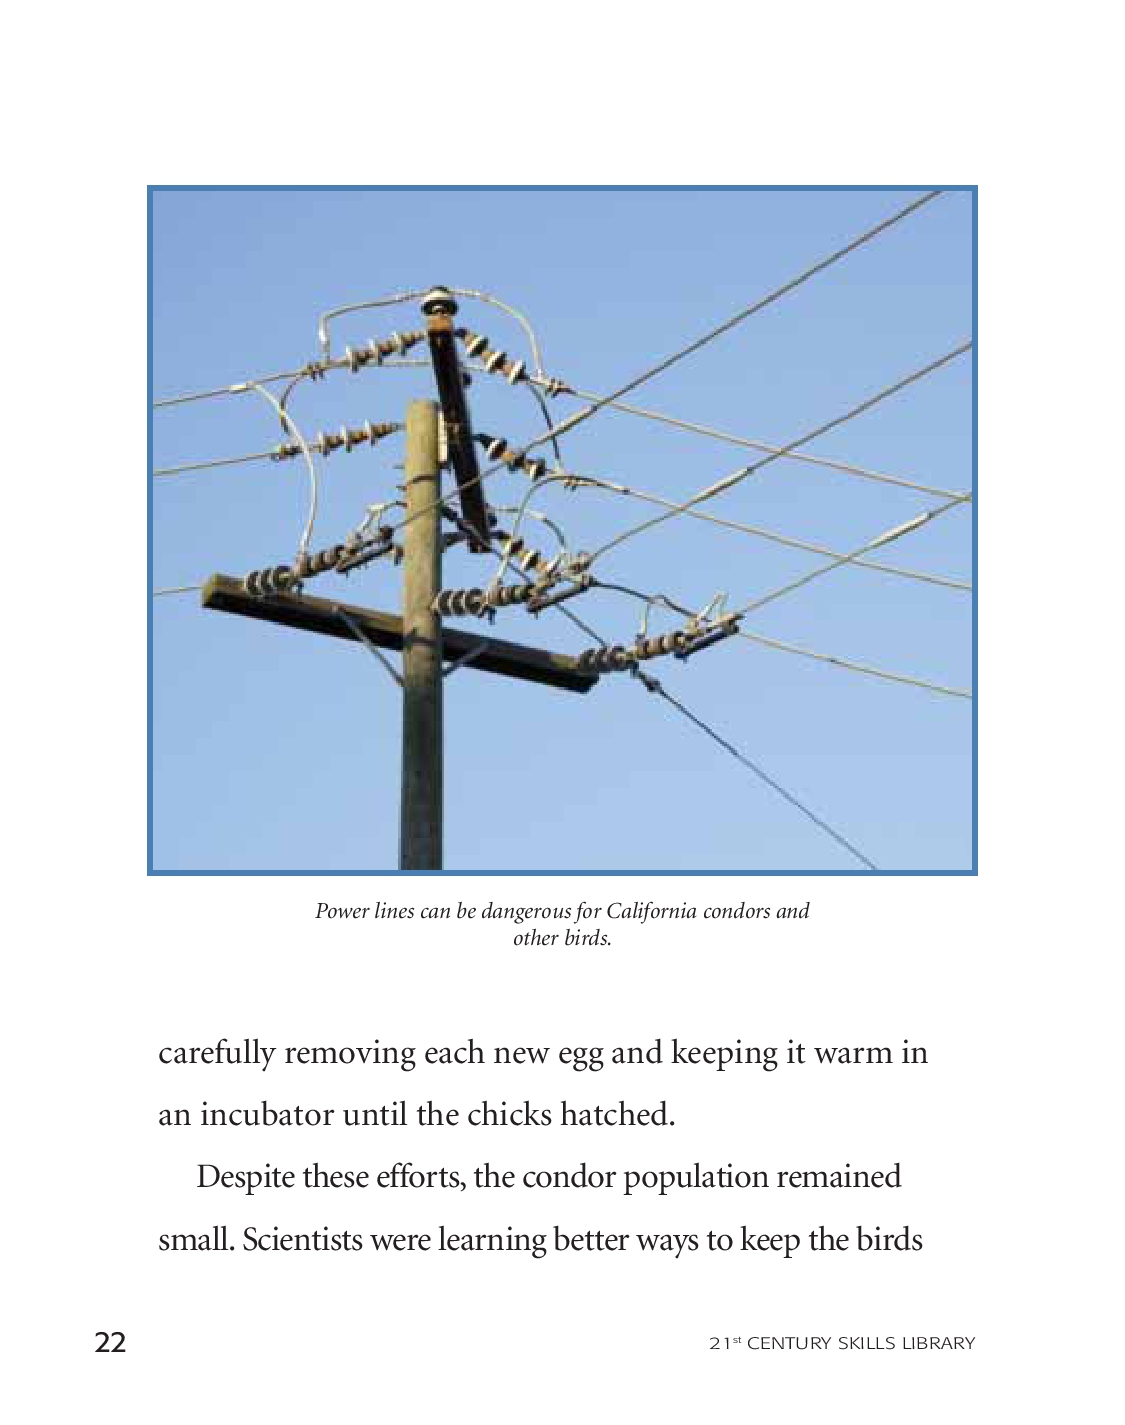 Power lines can be dangerous for California condors and
other birds.
carefully removing each new egg and keeping it warm in
an incubator until the chicks hatched.
Despite these efforts, the condor population remained
small. Scientists were learning better ways to keep the birds
22
21st CENTURY SKILLS LIBRARY